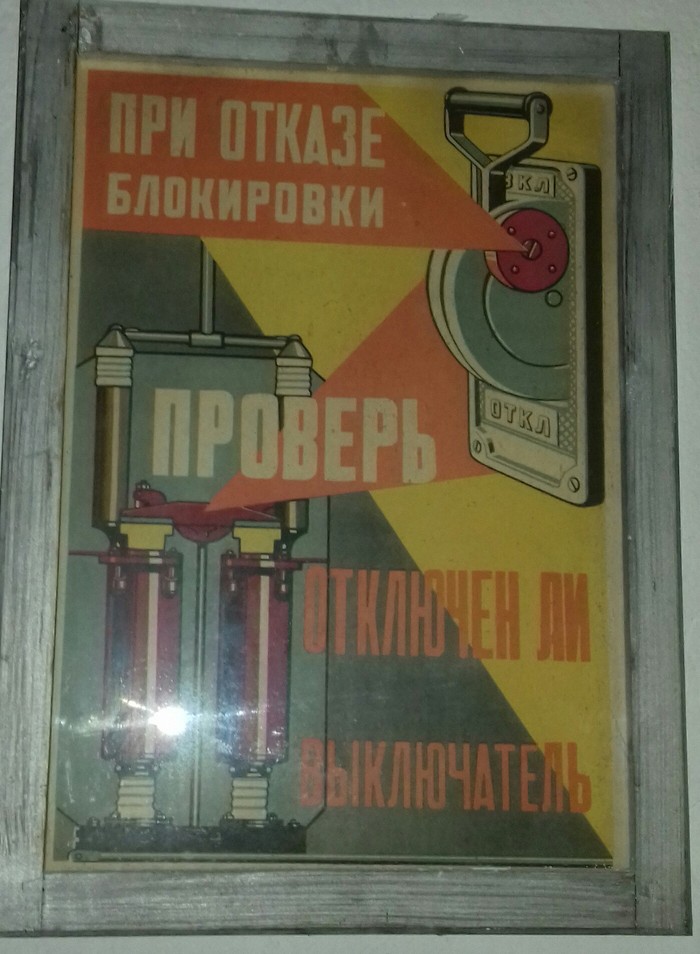 ПРИ ОТКАЗЕ
БЛОКИРОВКИ
ВКЛ
ПРОВЕРЬ
ОТКЛ
ОТКЛЮЧЕН ЛИ
ВЫКЛЮЧАТЕЛЬ